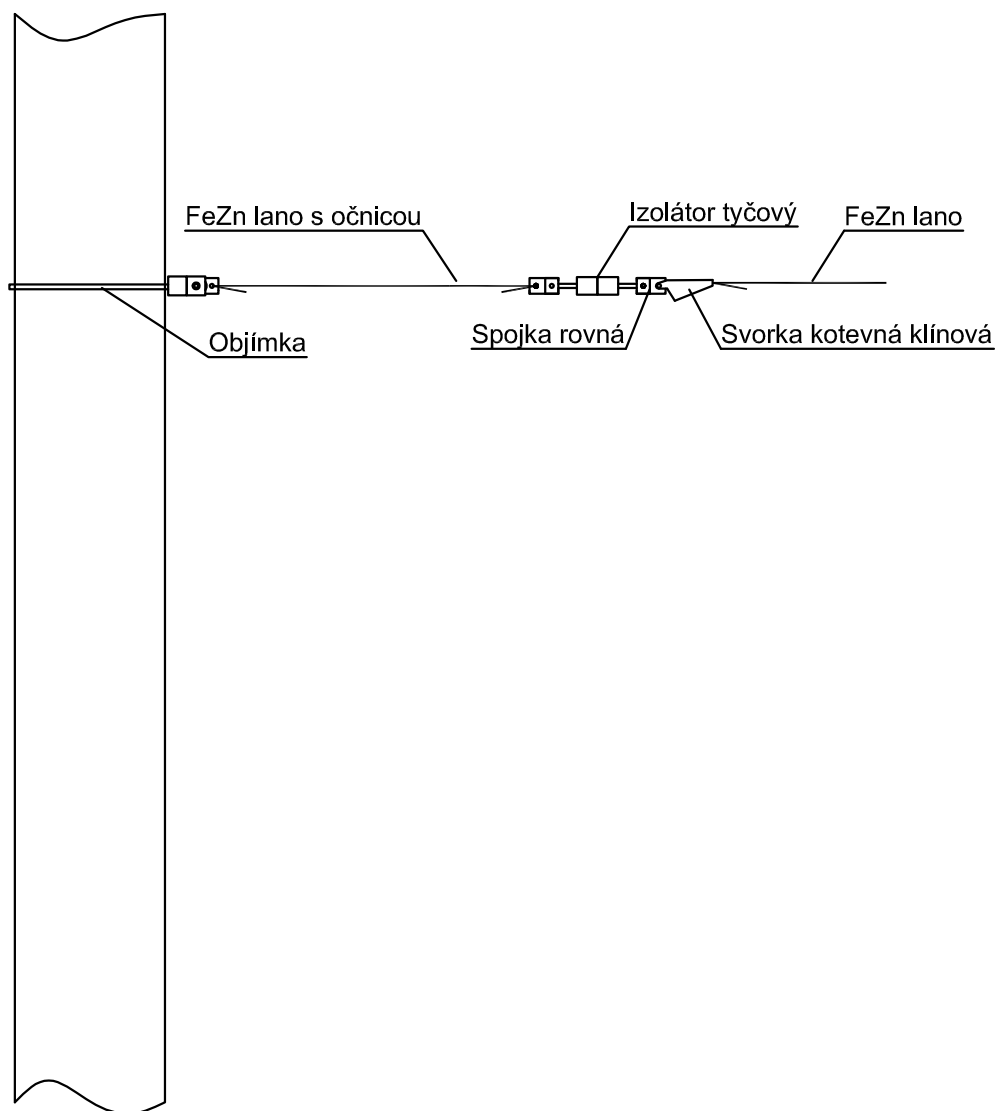 FeZn lano s očnicou
Izolátor tyčový
FeZn lano
Objímka
Spojka rovná
Svorka kotevná klínová